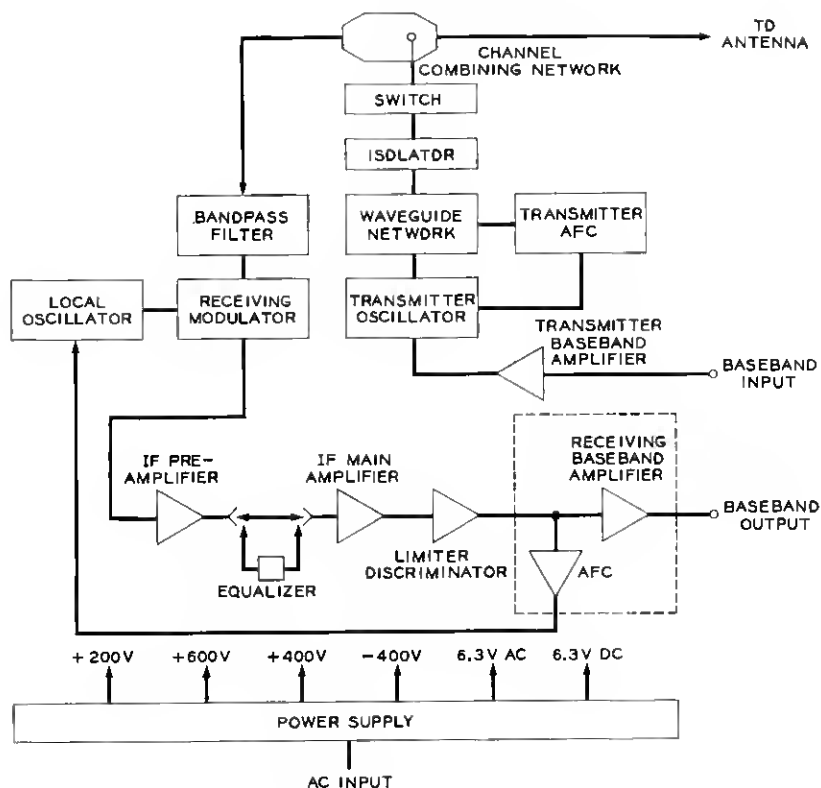 TO
ANTENNA
CHANNEL
COMBINING NETWORK
SWITCH
ISOLATOR
BANDPASS
FILTER
WAVEGUIDE
NETWORK
TRANSMITTER
AFC
LOCAL
OSCILLATOR
RECEIVING
MODULATOR
TRANSMITTER
OSCILLATOR
TRANSMITTER
BASEBAND
AMPLIFIER
BASEBAND
INPUT
IF PRE-
AMPLIFIER
IF MAIN
AMPLIFIER
RECEIVING
BASEBAND
AMPLIFIER
BASEBAND
OUTPUT
LIMITER
DISCRIMINATOR
EQUALIZER
AFC
+200V
+600V
+400V
-400V
6.3V AC
6.3V DC
POWER SUPPLY
AC INPUT